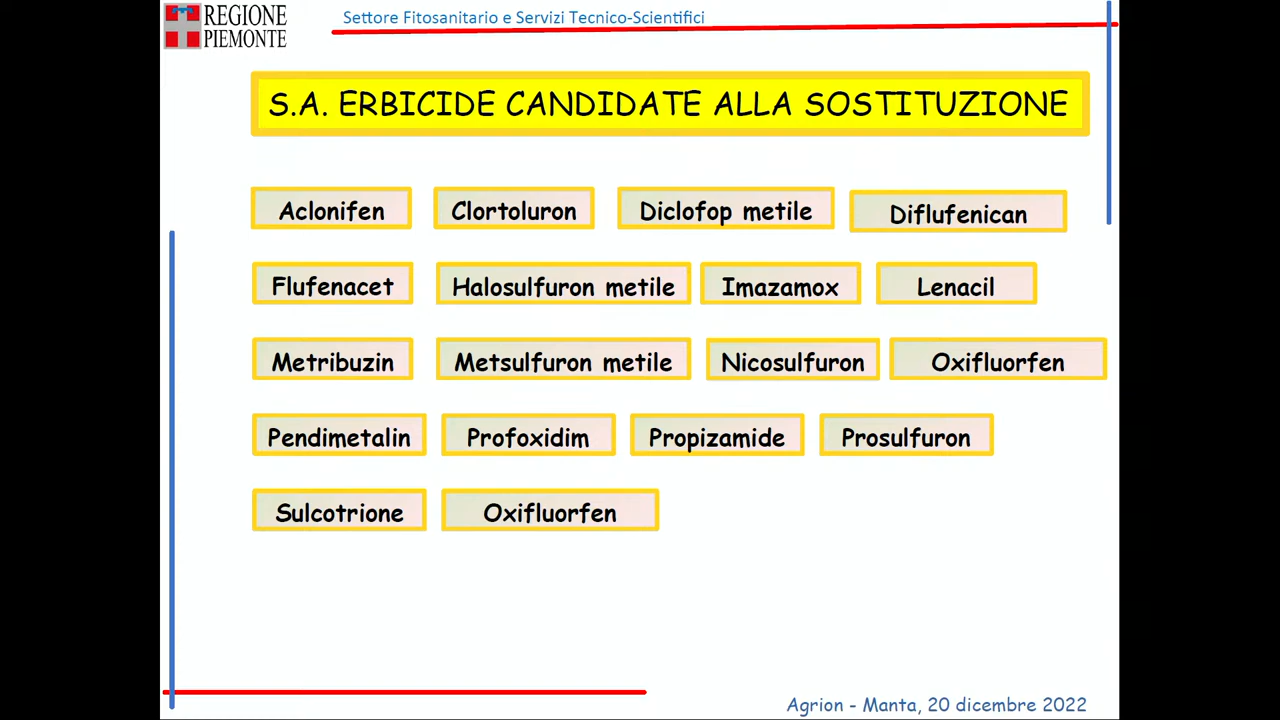 REGIONE
PIEMONTE
Settore Fitosanitario e Servizi Tecnico-Scientifici
S.A. ERBICIDE CANDIDATE ALLA SOSTITUZIONE
Aclonifen Clortoluron Diclofop metile Diflufenican
Flufenacet Halosulfuron metile Imazamox Lenacil
Metribuzin Metsulfuron metile Nicosulfuron Oxifluorfen
Pendimetalin Profoxidim Propizamide Prosulfuron
Sulcotrione Oxifluorfen
Agrion - Manta, 20 dicembre 2022